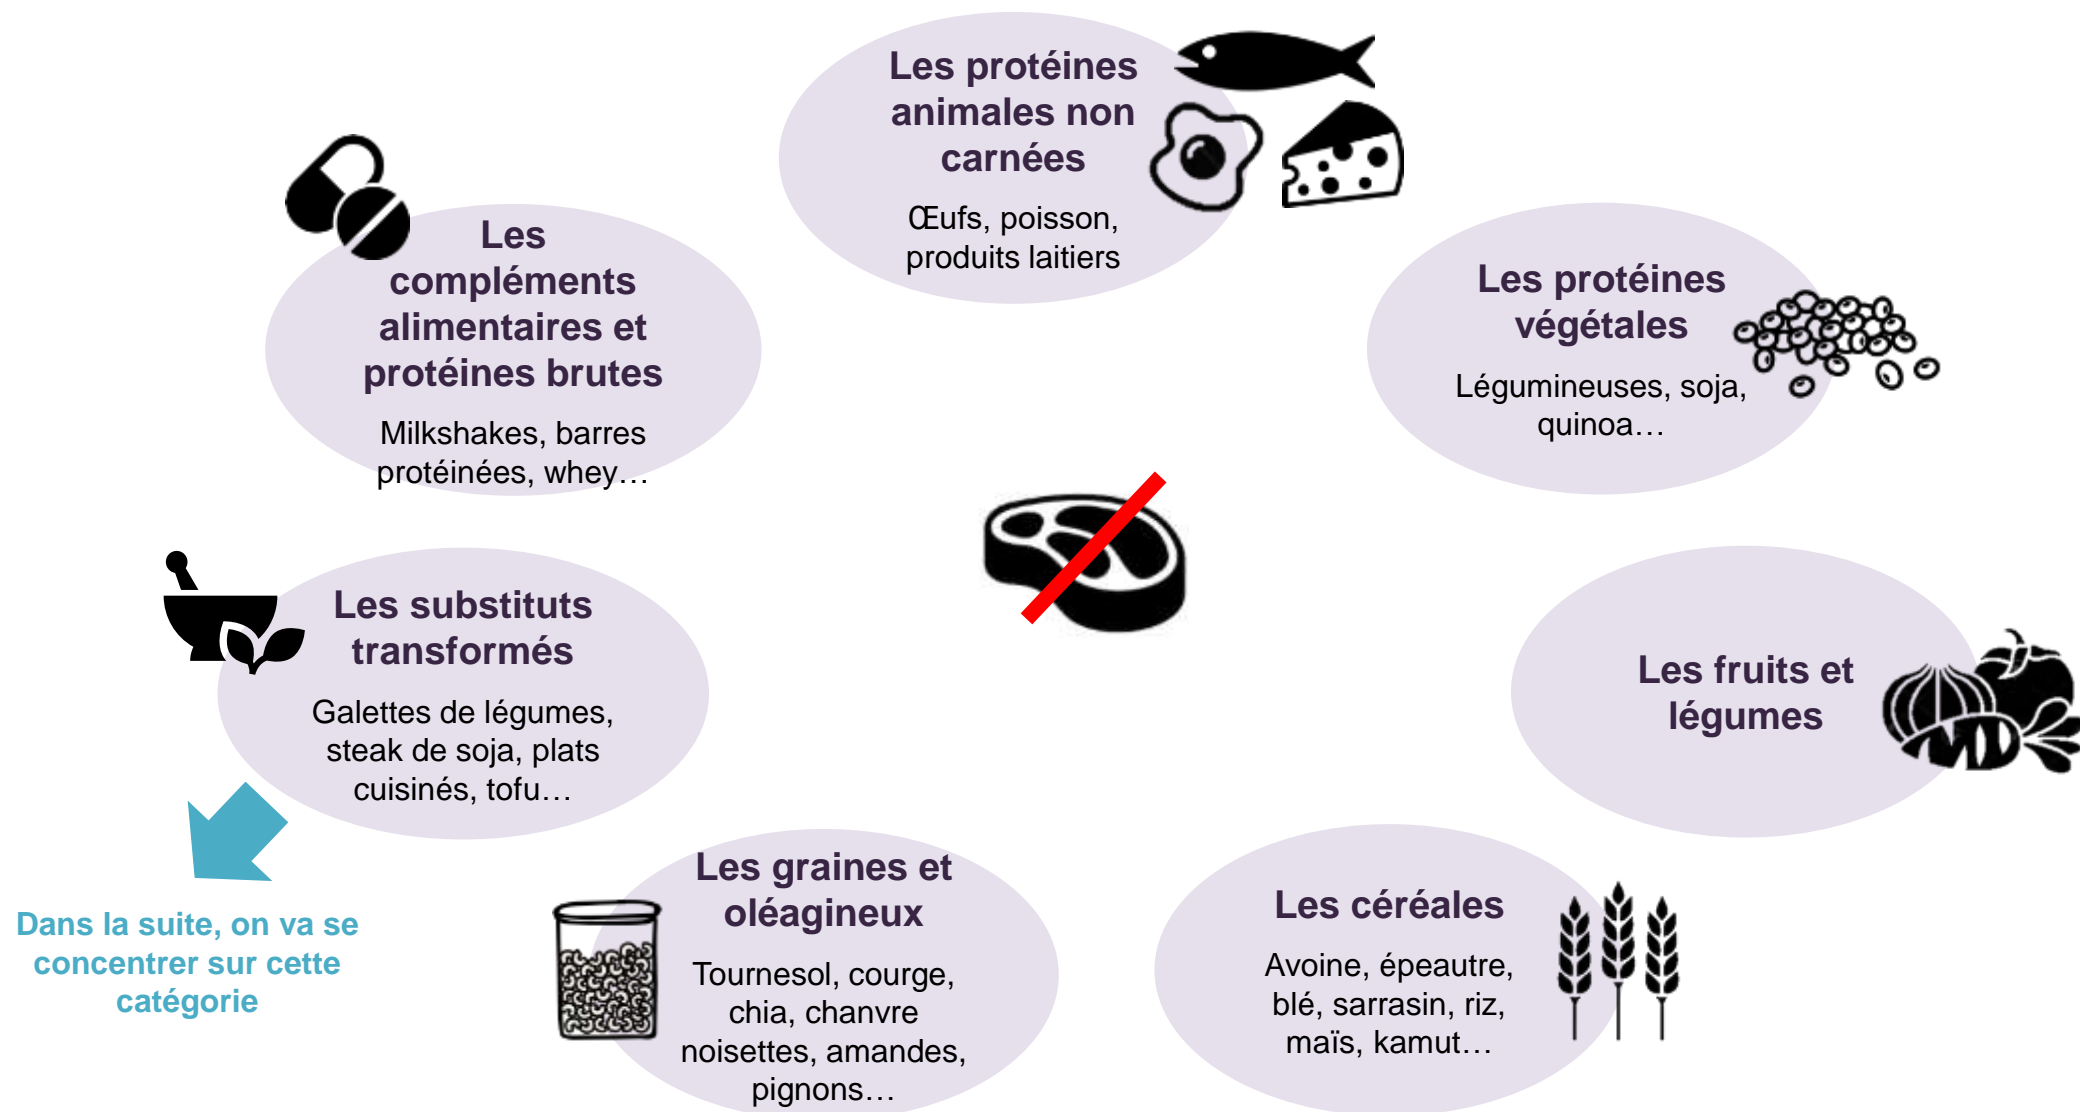 Les protéines
animales non
carnées
Œufs, poisson,
produits laitiers
Les protéines
végétales
Légumineuses, soja,
quinoa…
Les fruits et
légumes
Les céréales
Avoine, épeautre,
blé, sarrasin, riz,
maïs, kamut…
Les graines et
oléagineux
Tournesol, courge,
chia, chanvre
noisettes, amandes,
pignons…
Les substituts
transformés
Galettes de légumes,
steak de soja, plats
cuisinés, tofu…
Dans la suite, on va se
concentrer sur cette
catégorie
Les
compléments
alimentaires et
protéines brutes
Milkshakes, barres
protéinées, whey…